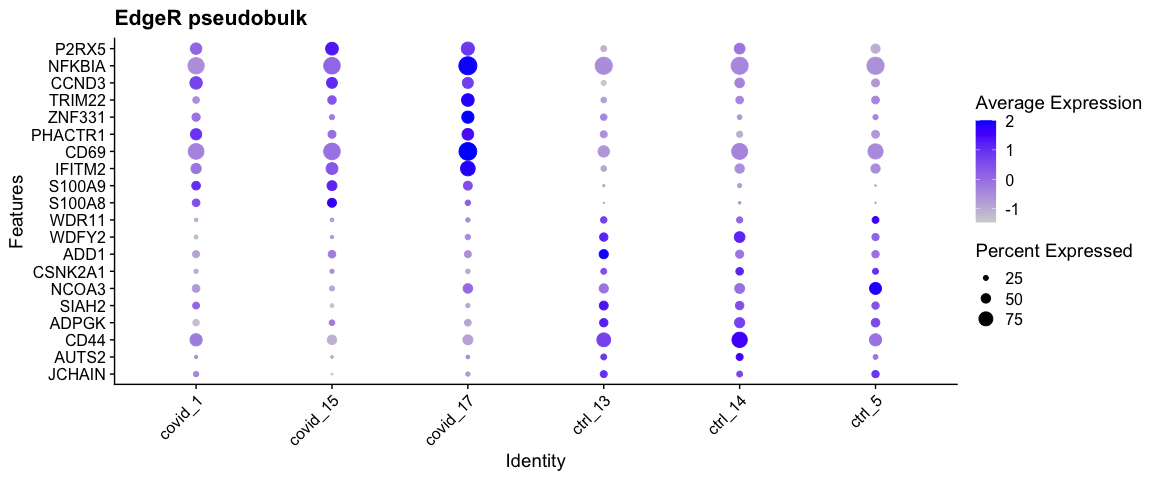 EdgeR pseudobulk
P2RX5
NFKBIA
CCND3
TRIM22
ZNF331
PHACTR1
CD69
IFITM2
S100A9
S100A8
WDR11
WDFY2
ADD1
CSNK2A1
NCOA3
SIAH2
ADPGK
CD44
AUTS2
JCHAIN
Features
covid_1
covid_15
covid_17
ctrl_13
ctrl_14
ctrl_5
Identity
Average Expression
2
1
0
-1
Percent Expressed
25
50
75